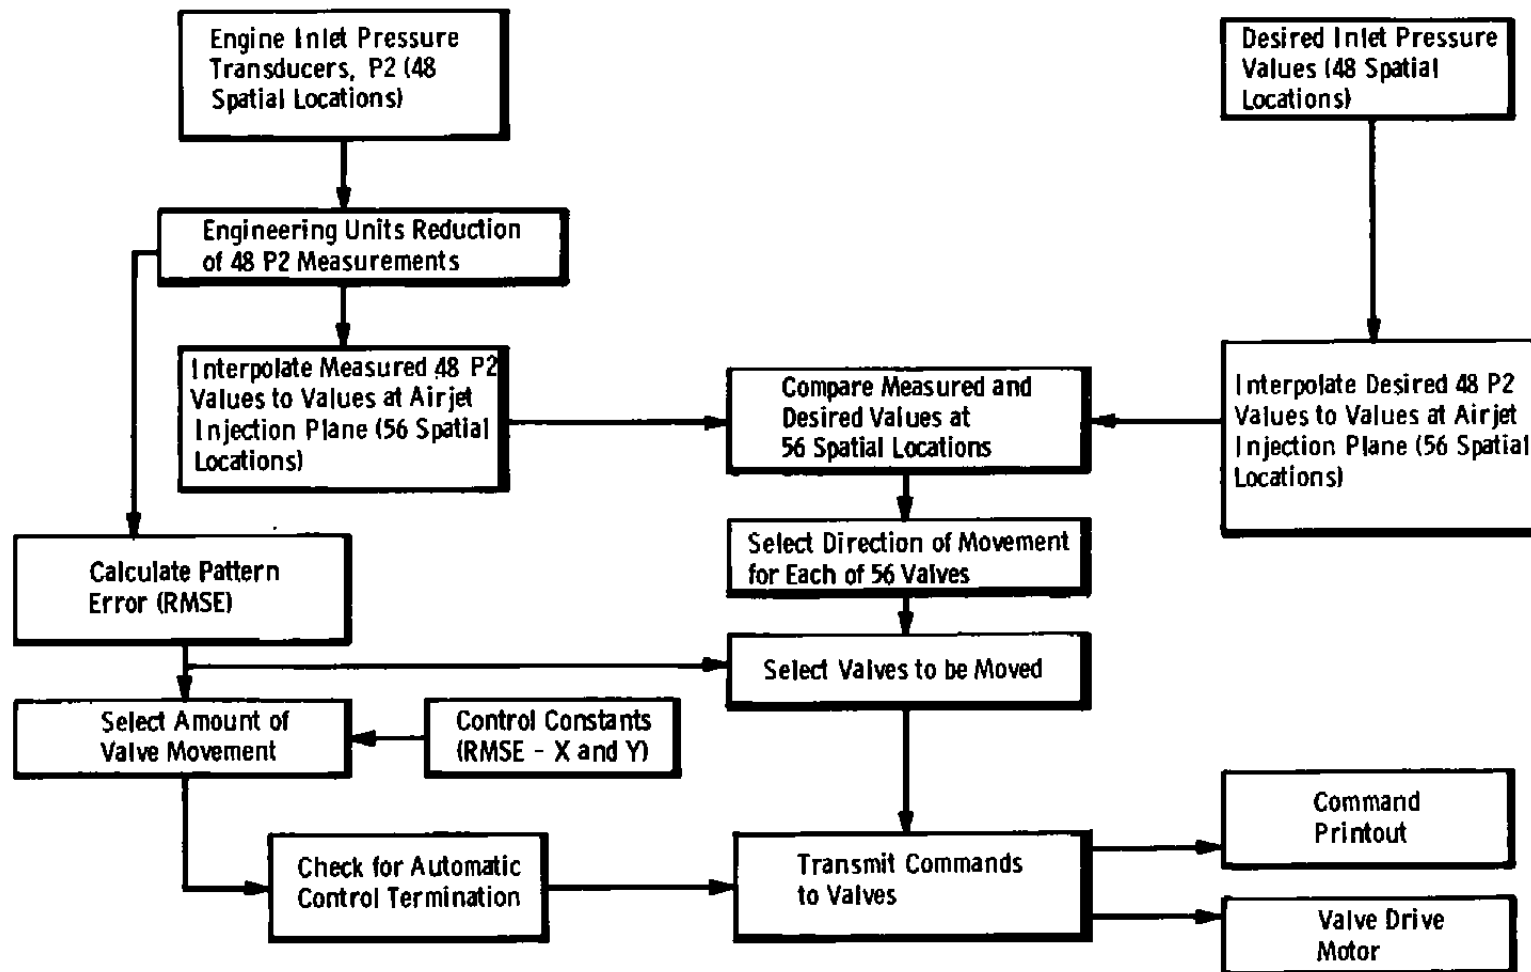 Engine Inlet Pressure
Transducers, P2 (48
Spatial Locations)
Desired Inlet Pressure
Values (48 Spatial
Locations)
Engineering Units Reduction
of 48 P2 Measurements
Interpolate Measured 48 P2
Values to Values at Airjet
Injection Plane (56 Spatial
Locations)
Compare Measured and
Desired Values at
56 Spatial Locations
Interpolate Desired 48 P2
Values to Values at Airjet
Injection Plane (56 Spatial
Locations)
Select Direction of Movement
for Each of 56 Valves
Calculate Pattern
Error (RMSE)
Select Valves to be Moved
Select Amount of
Valve Movement
Control Constants
(RMSE - X and Y)
Command
Printout
Check for Automatic
Control Termination
Transmit Commands
to Valves
Valve Drive
Motor